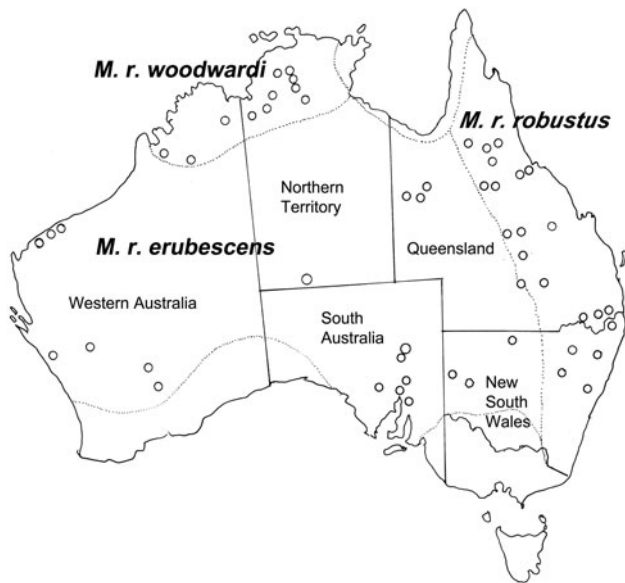 M. r. woodwardi
M. r. robustus
Northern
Territory
M. r. erubescens
Queensland
Western Australia
South
Australia
New
South
Wales